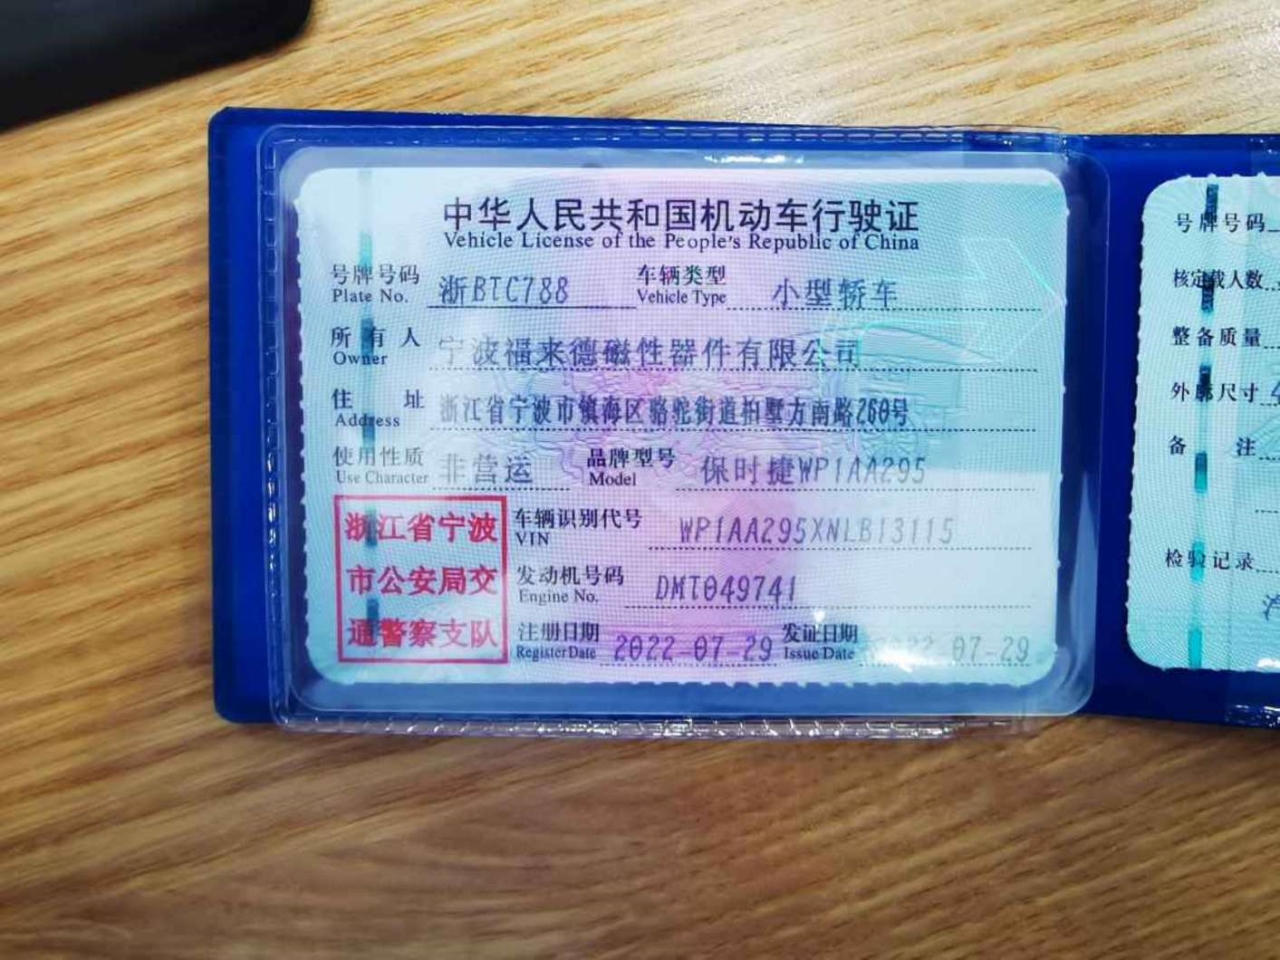 中华人民共和国机动车行驶证
Vehicle License of the People's Republic of China
号牌号码 浙BTC788 车辆类型 小型轿车
Plate No. Vehicle Type
所有人 宁波福来德磁性器件有限公司
Owner
住址 浙江省宁波市镇海区骆驼街道拍墅方南路260号
Address
使用性质 非营运 品牌型号 保时捷WP1AA295
Use Character Model
浙江省宁波
市公安局交
通警察支队
车辆识别代号 WP1AA295XNLB13115
VIN
发动机号码 DMT049741
Engine No.
注册日期 2022-07-29 发证日期 2022-07-29
Register Date Issue Date
号牌号码
核定载人数
整备质量
外廓尺寸
备注
检验记录